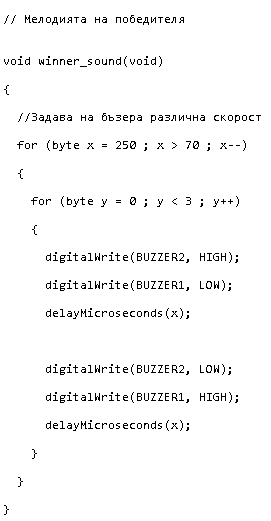 // Мелодията на победителя
void winner_sound(void)
{
//Задава на бъзера различна скорост
for (byte x = 250 ; x > 70 ; x--)
{
for (byte y = 0 ; y < 3 ; y++)
{
digitalWrite(BUZZER2, HIGH);
digitalWrite(BUZZER1, LOW);
delayMicroseconds(x);
digitalWrite(BUZZER2, LOW);
digitalWrite(BUZZER1, HIGH);
delayMicroseconds(x);
}
}
}